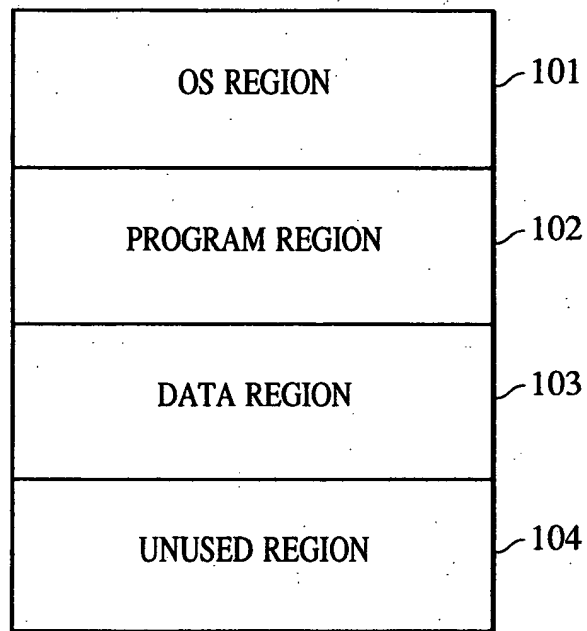 OS REGION 101
PROGRAM REGION 102
DATA REGION 103
UNUSED REGION 104